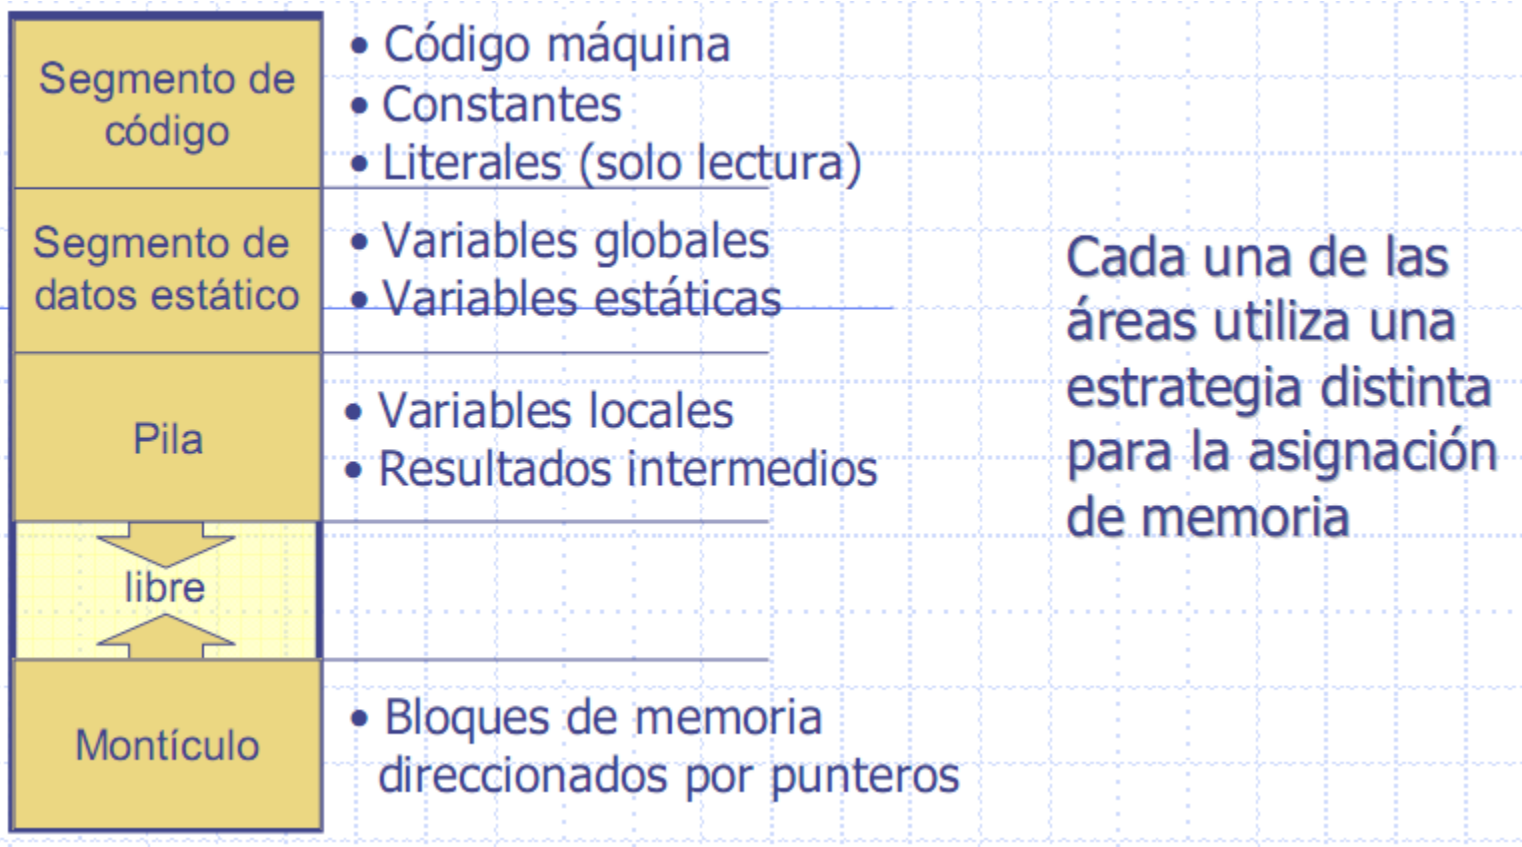 Segmento de
código
• Código máquina
• Constantes
• Literales (solo lectura)
Segmento de
datos estático
• Variables globales
• Variables estáticas
Pila
• Variables locales
• Resultados intermedios
libre
Montículo
• Bloques de memoria
direccionados por punteros
Cada una de las
áreas utiliza una
estrategia distinta
para la asignación
de memoria